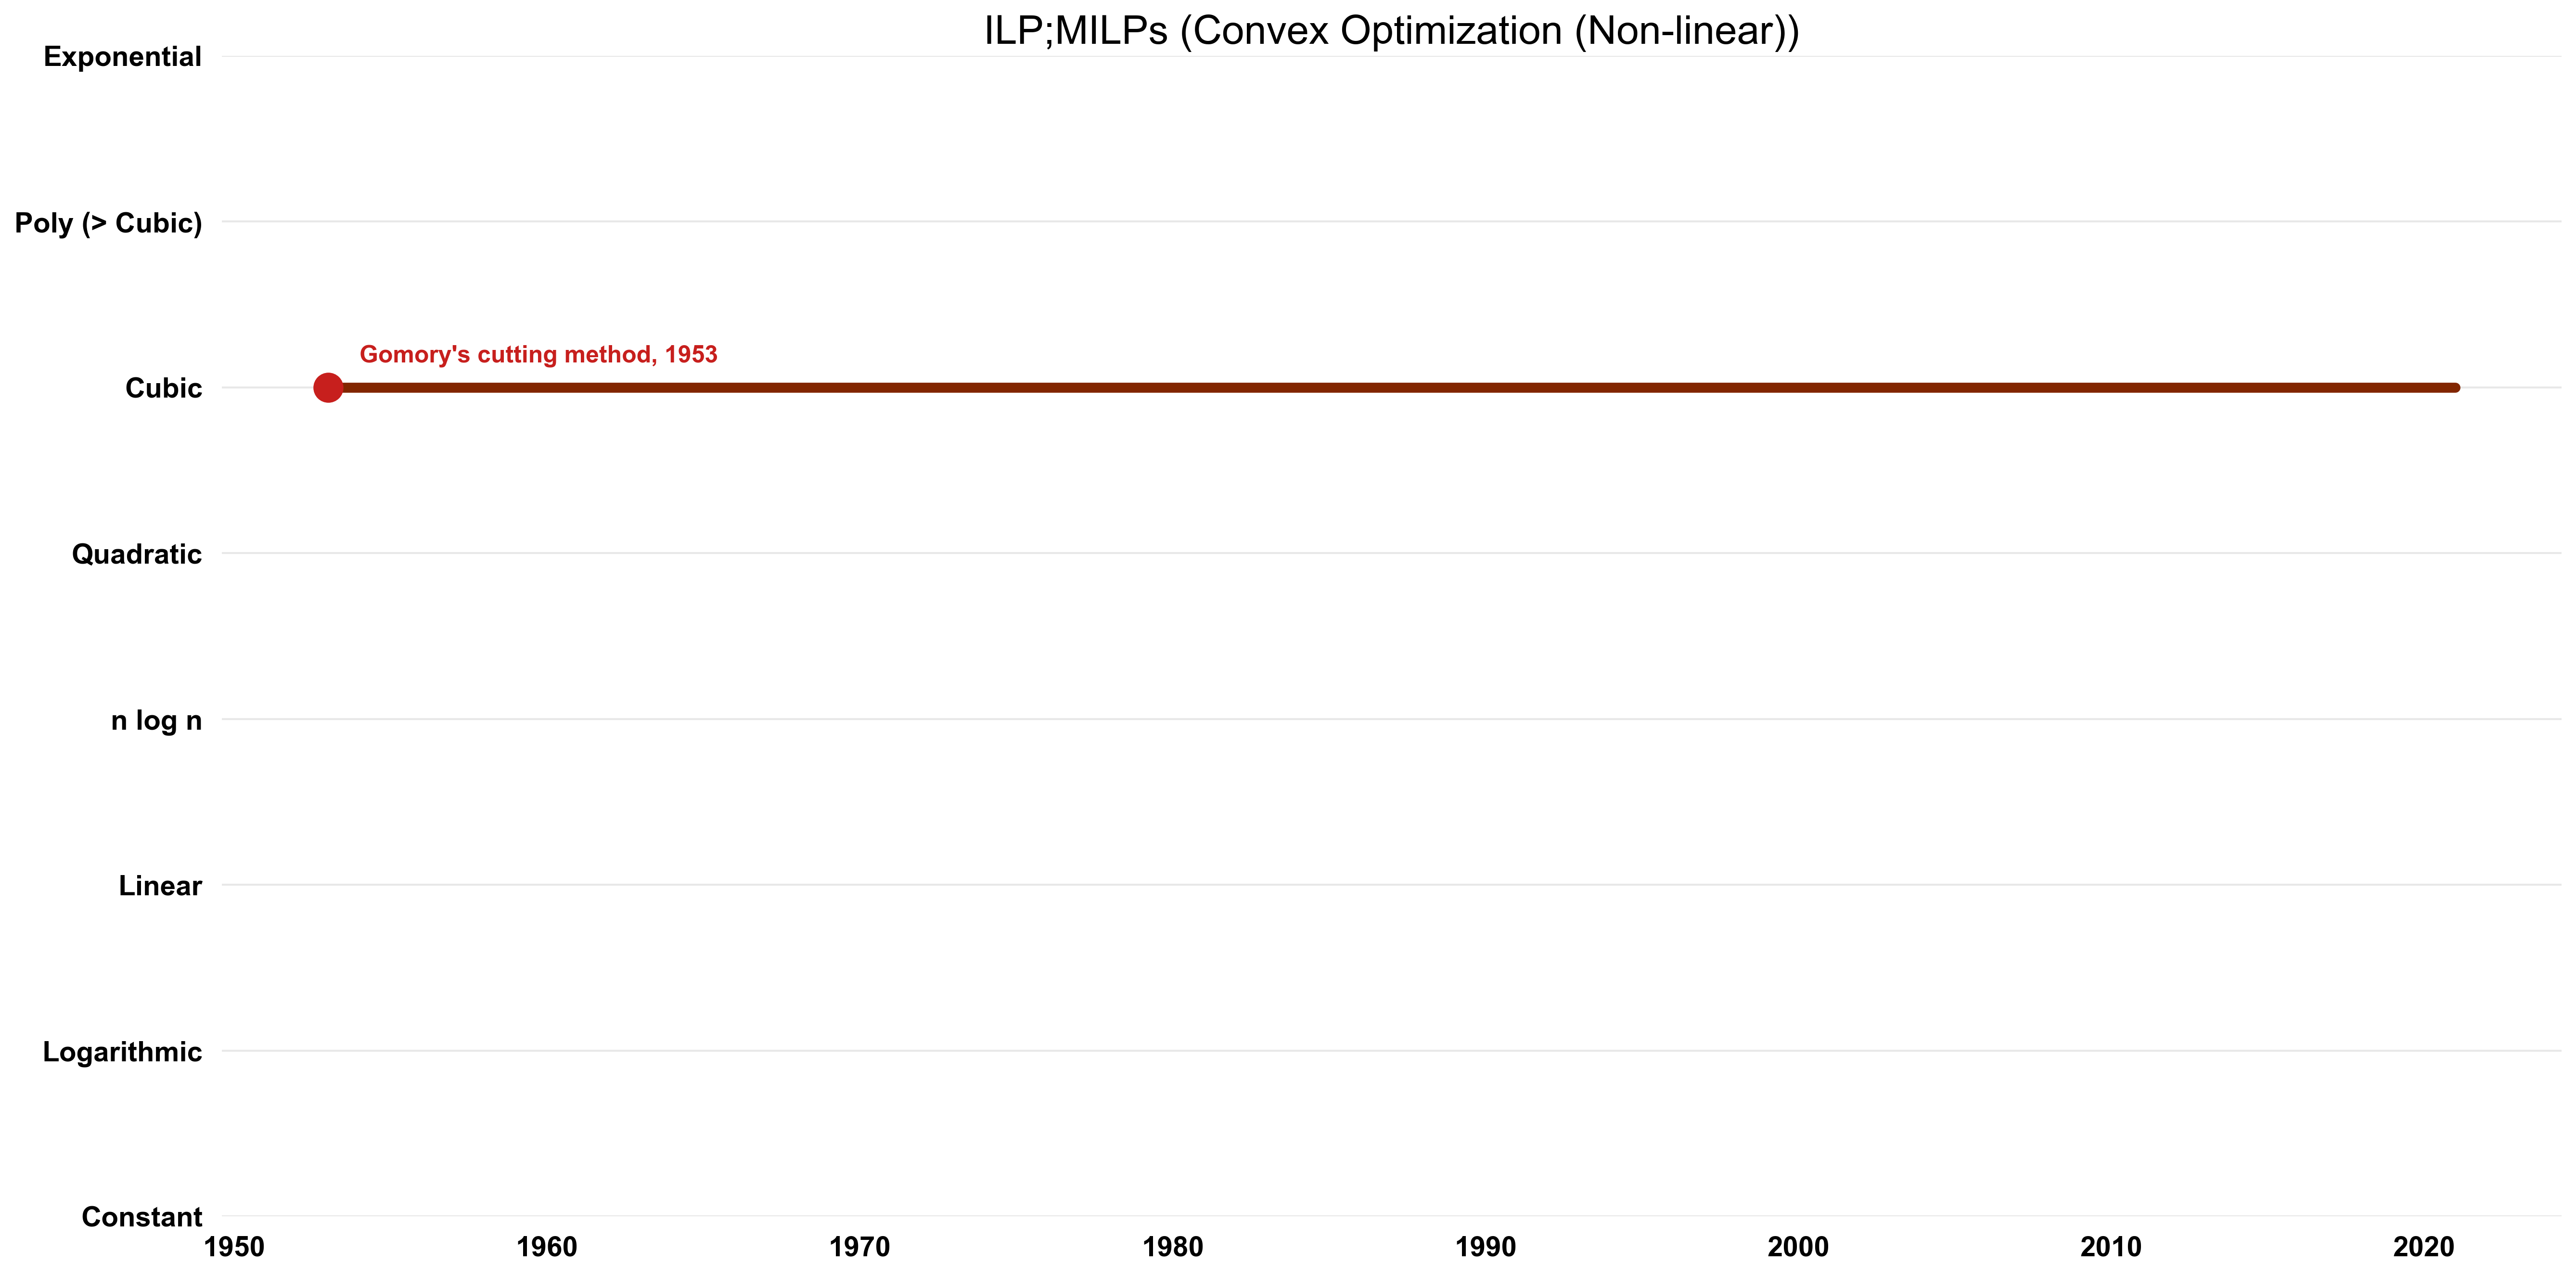 ILP;MILPs (Convex Optimization (Non-linear))
Exponential
Poly (> Cubic)
Gomory's cutting method, 1953
Cubic
Quadratic
n log n
Linear
Logarithmic
Constant
1950 1960 1970 1980 1990 2000 2010 2020